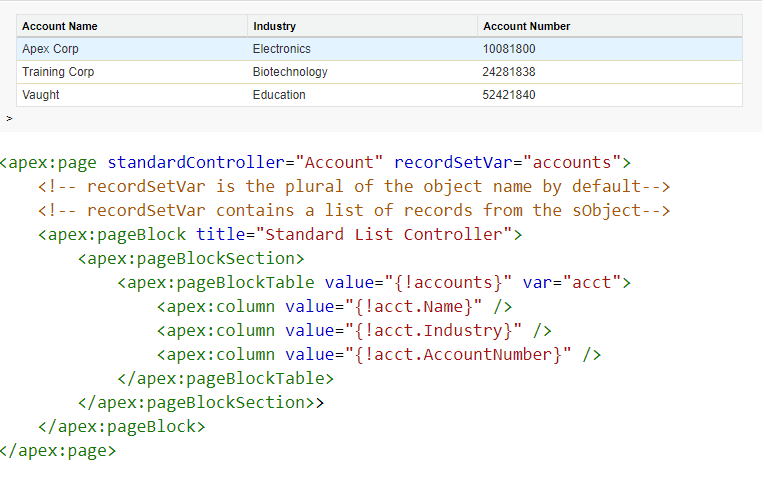 Account Name Industry Account Number
Apex Corp Electronics 10081800
Training Corp Biotechnology 24281838
Vaught Education 52421840
>
<apex:page standardController="Account" recordSetVar="accounts">
<!-- recordSetVar is the plural of the object name by default-->
<!-- recordSetVar contains a list of records from the sObject-->
<apex:pageBlock title="Standard List Controller">
<apex:pageBlockSection>
<apex:pageBlockTable value="{!accounts}" var="acct">
<apex:column value="{!acct.Name}" />
<apex:column value="{!acct.Industry}" />
<apex:column value="{!acct.AccountNumber}" />
</apex:pageBlockTable>
</apex:pageBlockSection>>
</apex:pageBlock>
</apex:page>